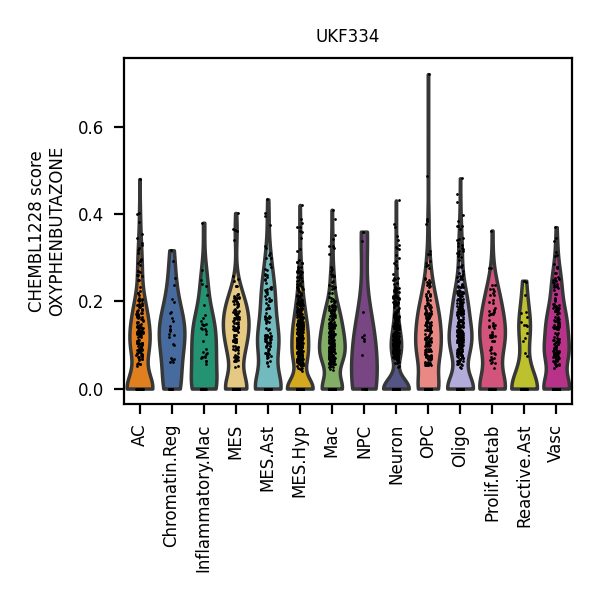 UKF334
CHEMBL1228 score
OXYPHENBUTAZONE
0.6
0.4
0.2
0.0
AC
Chromatin.Reg
Inflammatory.Mac
MES
MES.Ast
MES.Hyp
Mac
NPC
Neuron
OPC
Oligo
Prolif.Metab
Reactive.Ast
Vasc